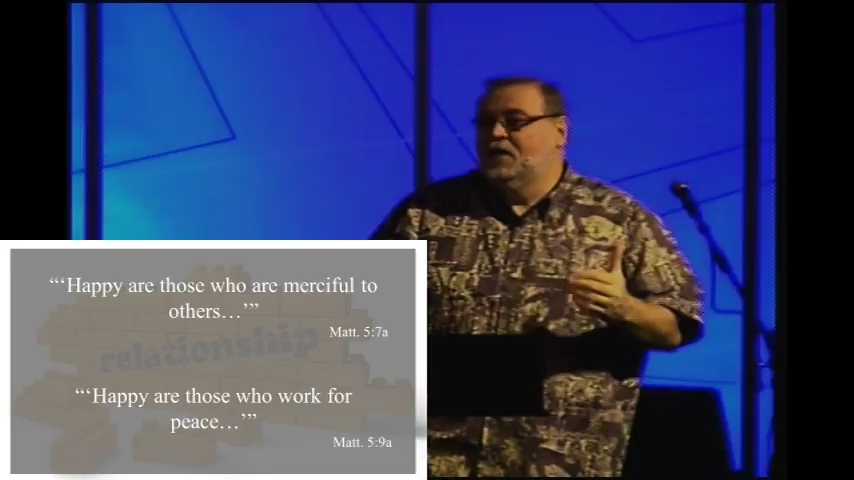 “‘Happy are those who are merciful to
others…’”
Matt. 5:7a
relationship
“‘Happy are those who work for
peace…’”
Matt. 5:9a